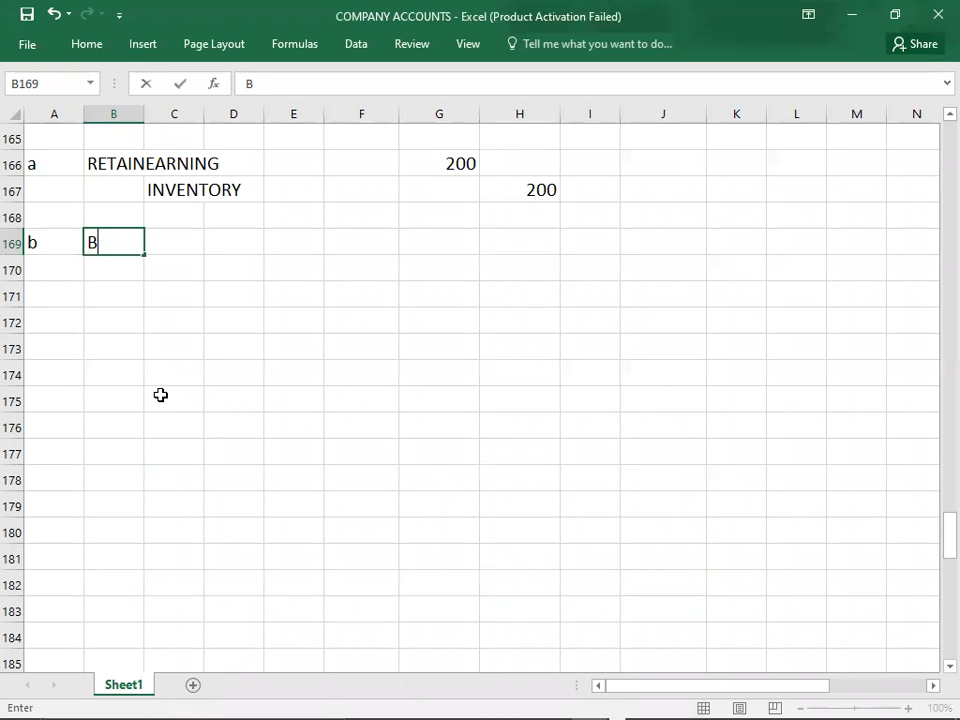 COMPANY ACCOUNTS - Excel (Product Activation Failed)
File Home Insert Page Layout Formulas Data Review View Tell me what you want to do... Share
B169 fx B
A B C D E F G H I J K L M N
165
166 a RETAINEARNING 200
167 INVENTORY 200
168
169 b B
170
171
172
173
174
175
176
177
178
179
180
181
182
183
184
185
Sheet1
Enter 100%